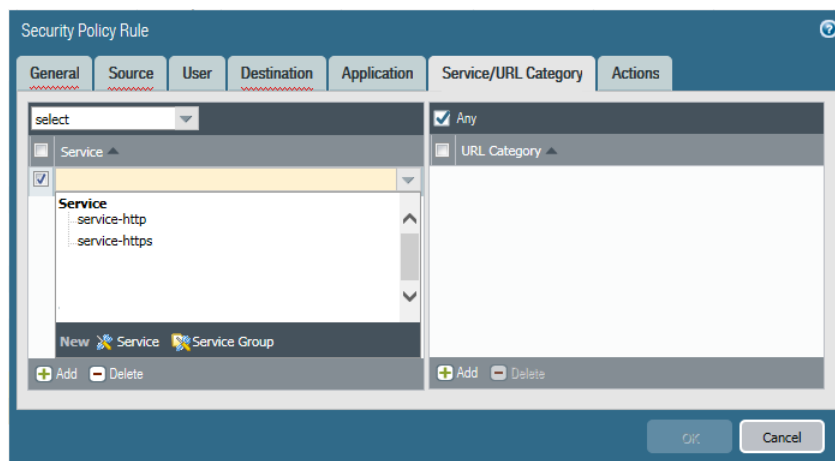 Security Policy Rule
General Source User Destination Application Service/URL Category Actions
select
Any
Service
URL Category
Service
service-http
service-https
New Service Service Group
Add Delete
Add Delete
OK Cancel